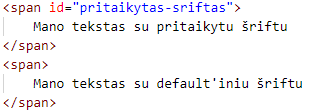 <span id="pritaikytas-sriftas">
Mano tekstas su pritaikytu šriftu
</span>
<span>
Mano tekstas su default'iniu šriftu
</span>